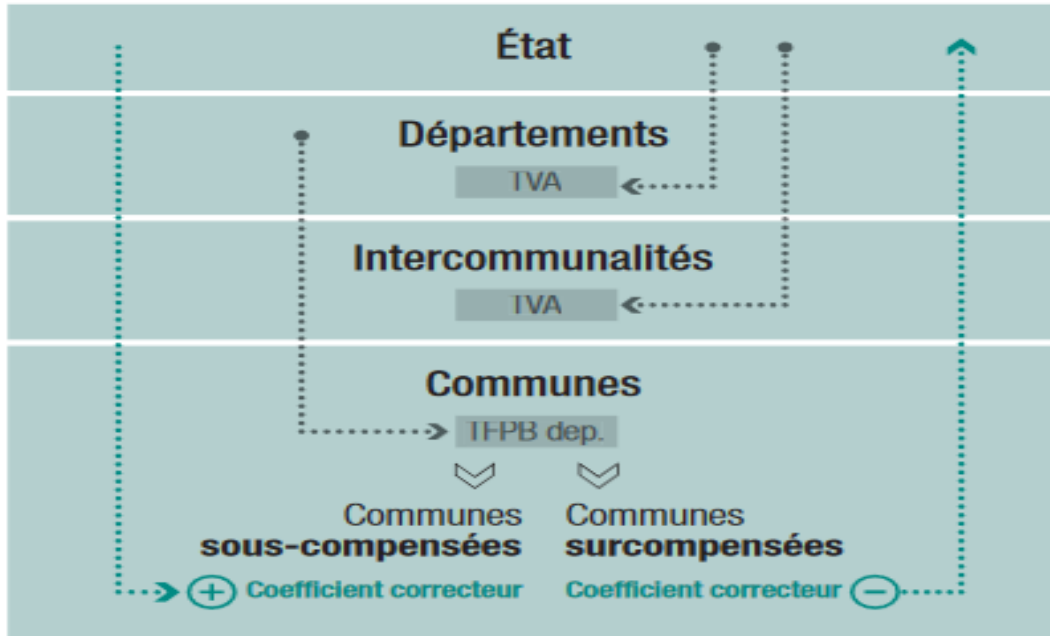 État
Départements
TVA
Intercommunalités
TVA
Communes
TFPB dep.
Communes
sous-compensées
Communes
surcompensées
Coefficient correcteur
Coefficient correcteur